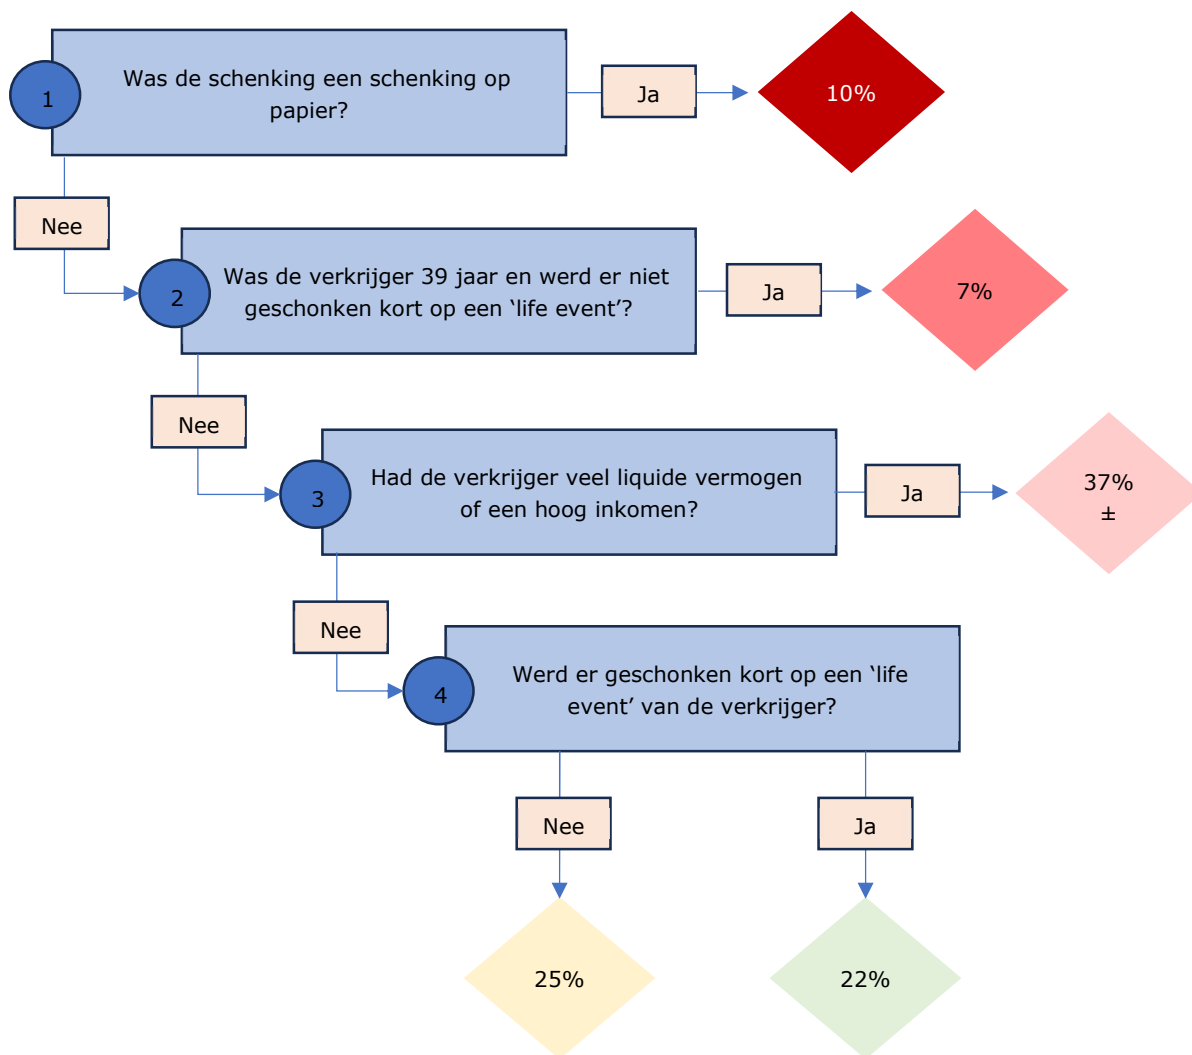 1
Was de schenking een schenking op
papier?
Ja
10%
Nee
2
Was de verkrijger 39 jaar en werd er niet
geschonken kort op een ‘life event’?
Ja
7%
Nee
3
Had de verkrijger veel liquide vermogen
of een hoog inkomen?
Ja
37%
±
Nee
4
Werd er geschonken kort op een ‘life
event’ van de verkrijger?
Nee
Ja
25%
22%